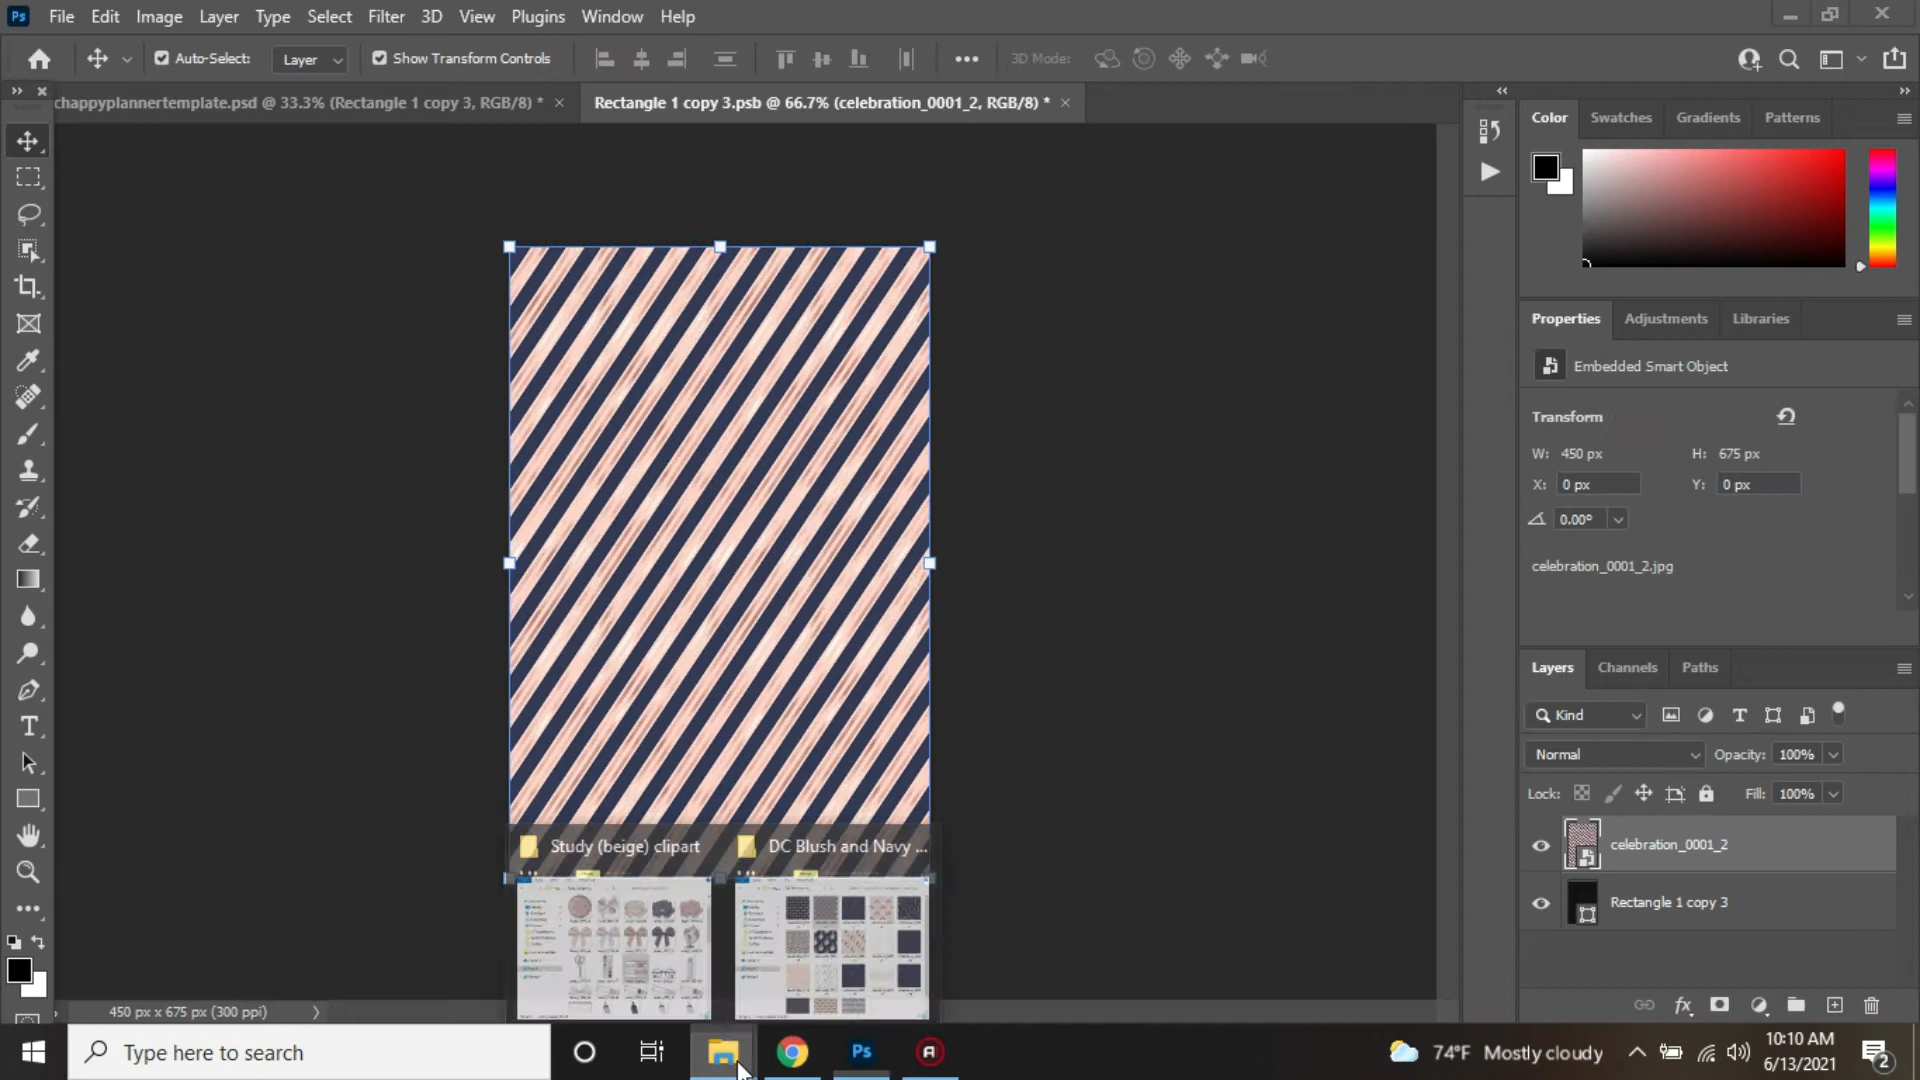 Ps File Edit Image Layer Type Select Filter 3D View Plugins Window Help
Auto-Select: Layer Show Transform Controls 3D Mode:
chappyplannertemplate.psd @ 33.3% (Rectangle 1 copy 3, RGB/8) * Rectangle 1 copy 3.psb @ 66.7% (celebration_0001_2, RGB/8) *
Color Swatches Gradients Patterns
Properties Adjustments Libraries
Embedded Smart Object
Transform
W: 450 px H: 675 px
X: 0 px Y: 0 px
0.00°
celebration_0001_2.jpg
Layers Channels Paths
Kind
Normal Opacity: 100%
Lock: Fill: 100%
celebration_0001_2
Rectangle 1 copy 3
Study (beige) clipart DC Blush and Navy ...
450 px x 675 px (300 ppi)
Type here to search
Ps
74°F Mostly cloudy
10:10 AM
6/13/2021
2